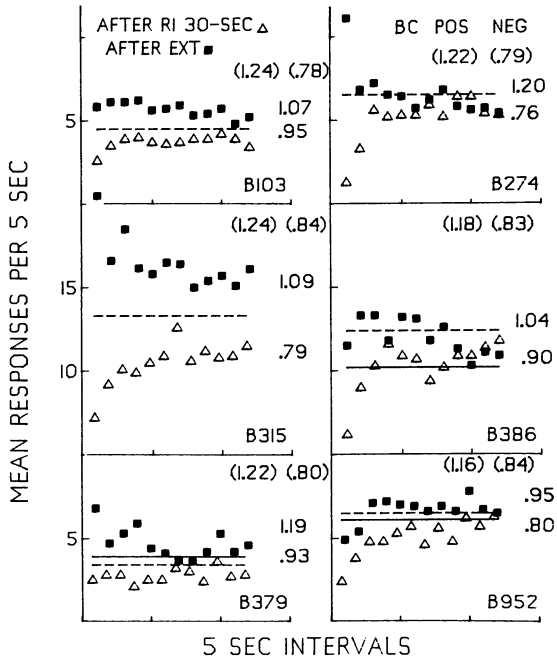 AFTER RI 30-SEC △
AFTER EXT ■
(1.24) (.78)
1.07
.95
5
B103
BC POS NEG
(1.22) (.79)
1.20
.76
B274
(1.24) (.84)
1.09
.79
15
10
B315
(1.18) (.83)
1.04
.90
B386
(1.22) (.80)
1.19
.93
5
B379
(1.16) (.84)
.95
.80
B952
MEAN RESPONSES PER 5 SEC
5 SEC INTERVALS